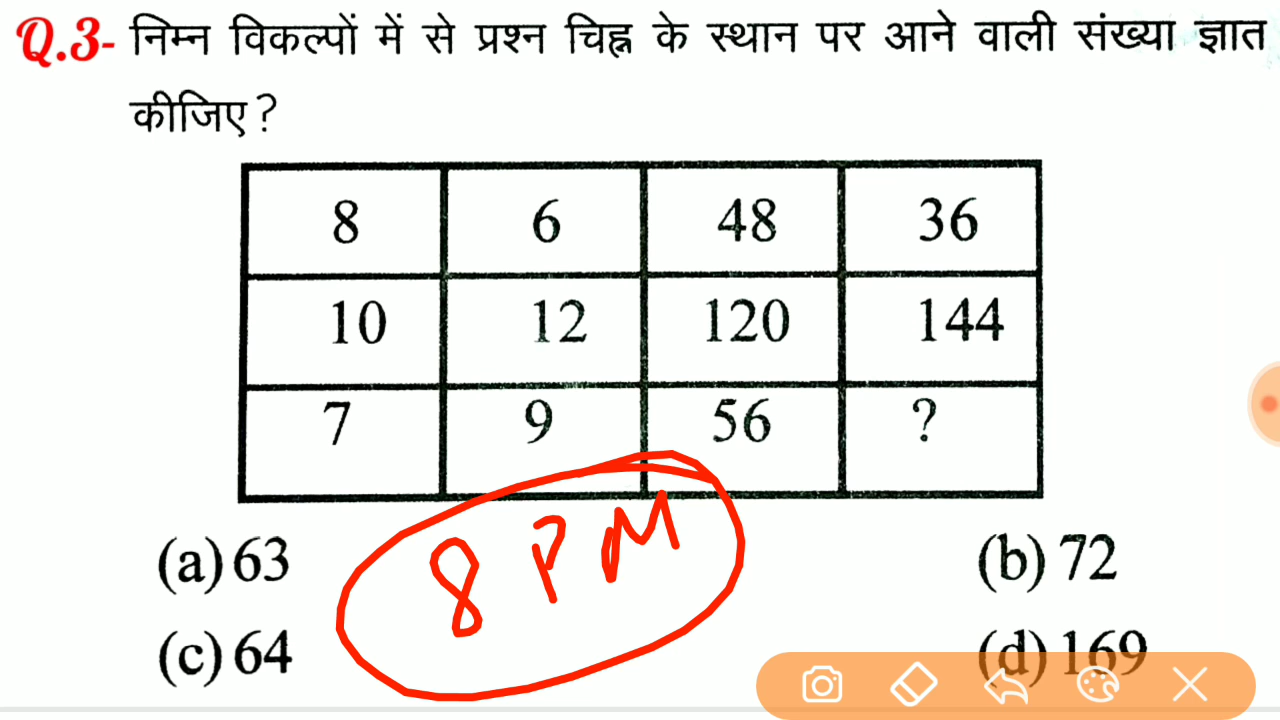 Q.3- निम्न विकल्पों में से प्रश्न चिह्न के स्थान पर आने वाली संख्या ज्ञात
कीजिए?
8 6 48 36
10 12 120 144
7 9 56 ?
(a) 63 (b) 72
8 PM
(c) 64 (d) 169